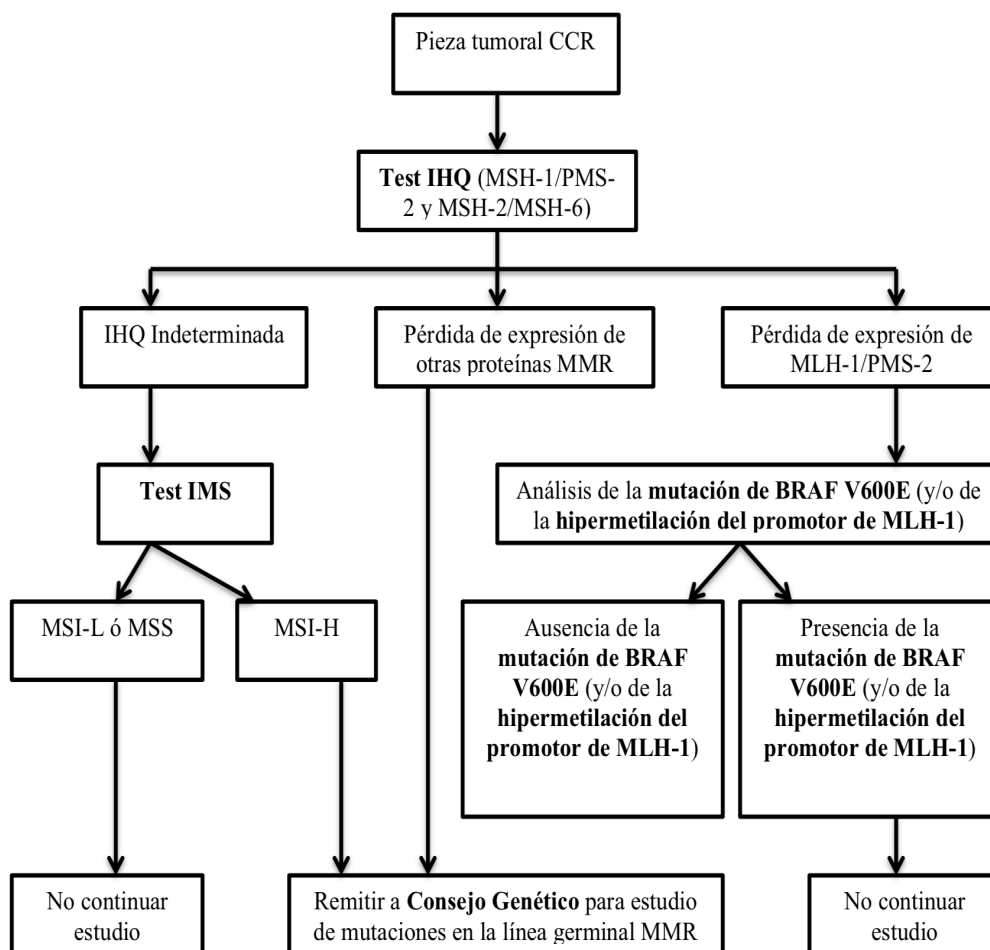 Pieza tumoral CCR
Test IHQ (MSH-1/PMS-
2 y MSH-2/MSH-6)
IHQ Indeterminada
Pérdida de expresión de
otras proteínas MMR
Pérdida de expresión de
MLH-1/PMS-2
Test IMS
Análisis de la mutación de BRAF V600E (y/o de
la hipermetilación del promotor de MLH-1)
MSI-L ó MSS
MSI-H
Ausencia de la
mutación de BRAF
V600E (y/o de la
hipermetilación del
promotor de MLH-1)
Presencia de la
mutación de BRAF
V600E (y/o de la
hipermetilación del
promotor de MLH-1)
No continuar
estudio
Remitir a Consejo Genético para estudio
de mutaciones en la línea germinal MMR
No continuar
estudio